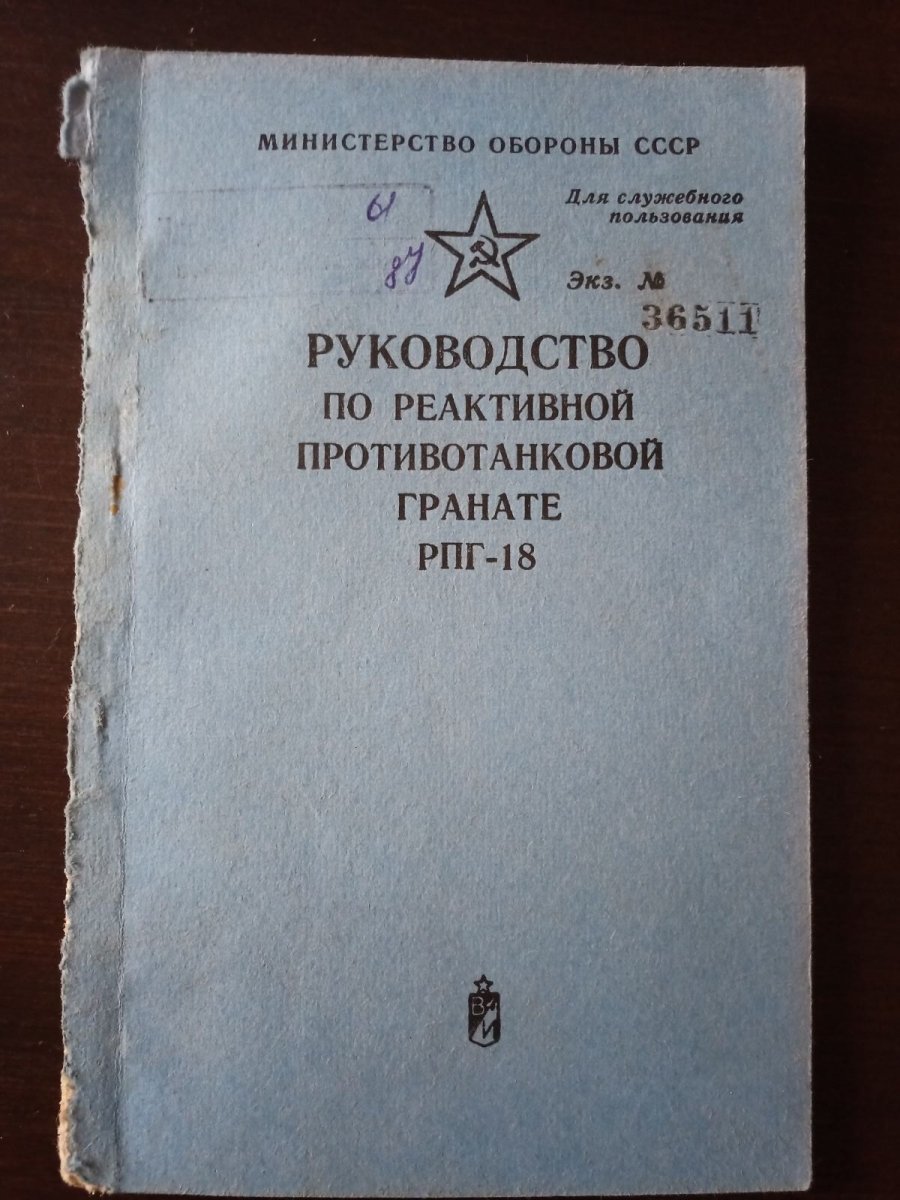 МИНИСТЕРСТВО ОБОРОНЫ СССР
Для служебного
пользования
61
87
Экз. №
36511
РУКОВОДСТВО
ПО РЕАКТИВНОЙ
ПРОТИВОТАНКОВОЙ
ГРАНАТЕ
РПГ-18
В
И